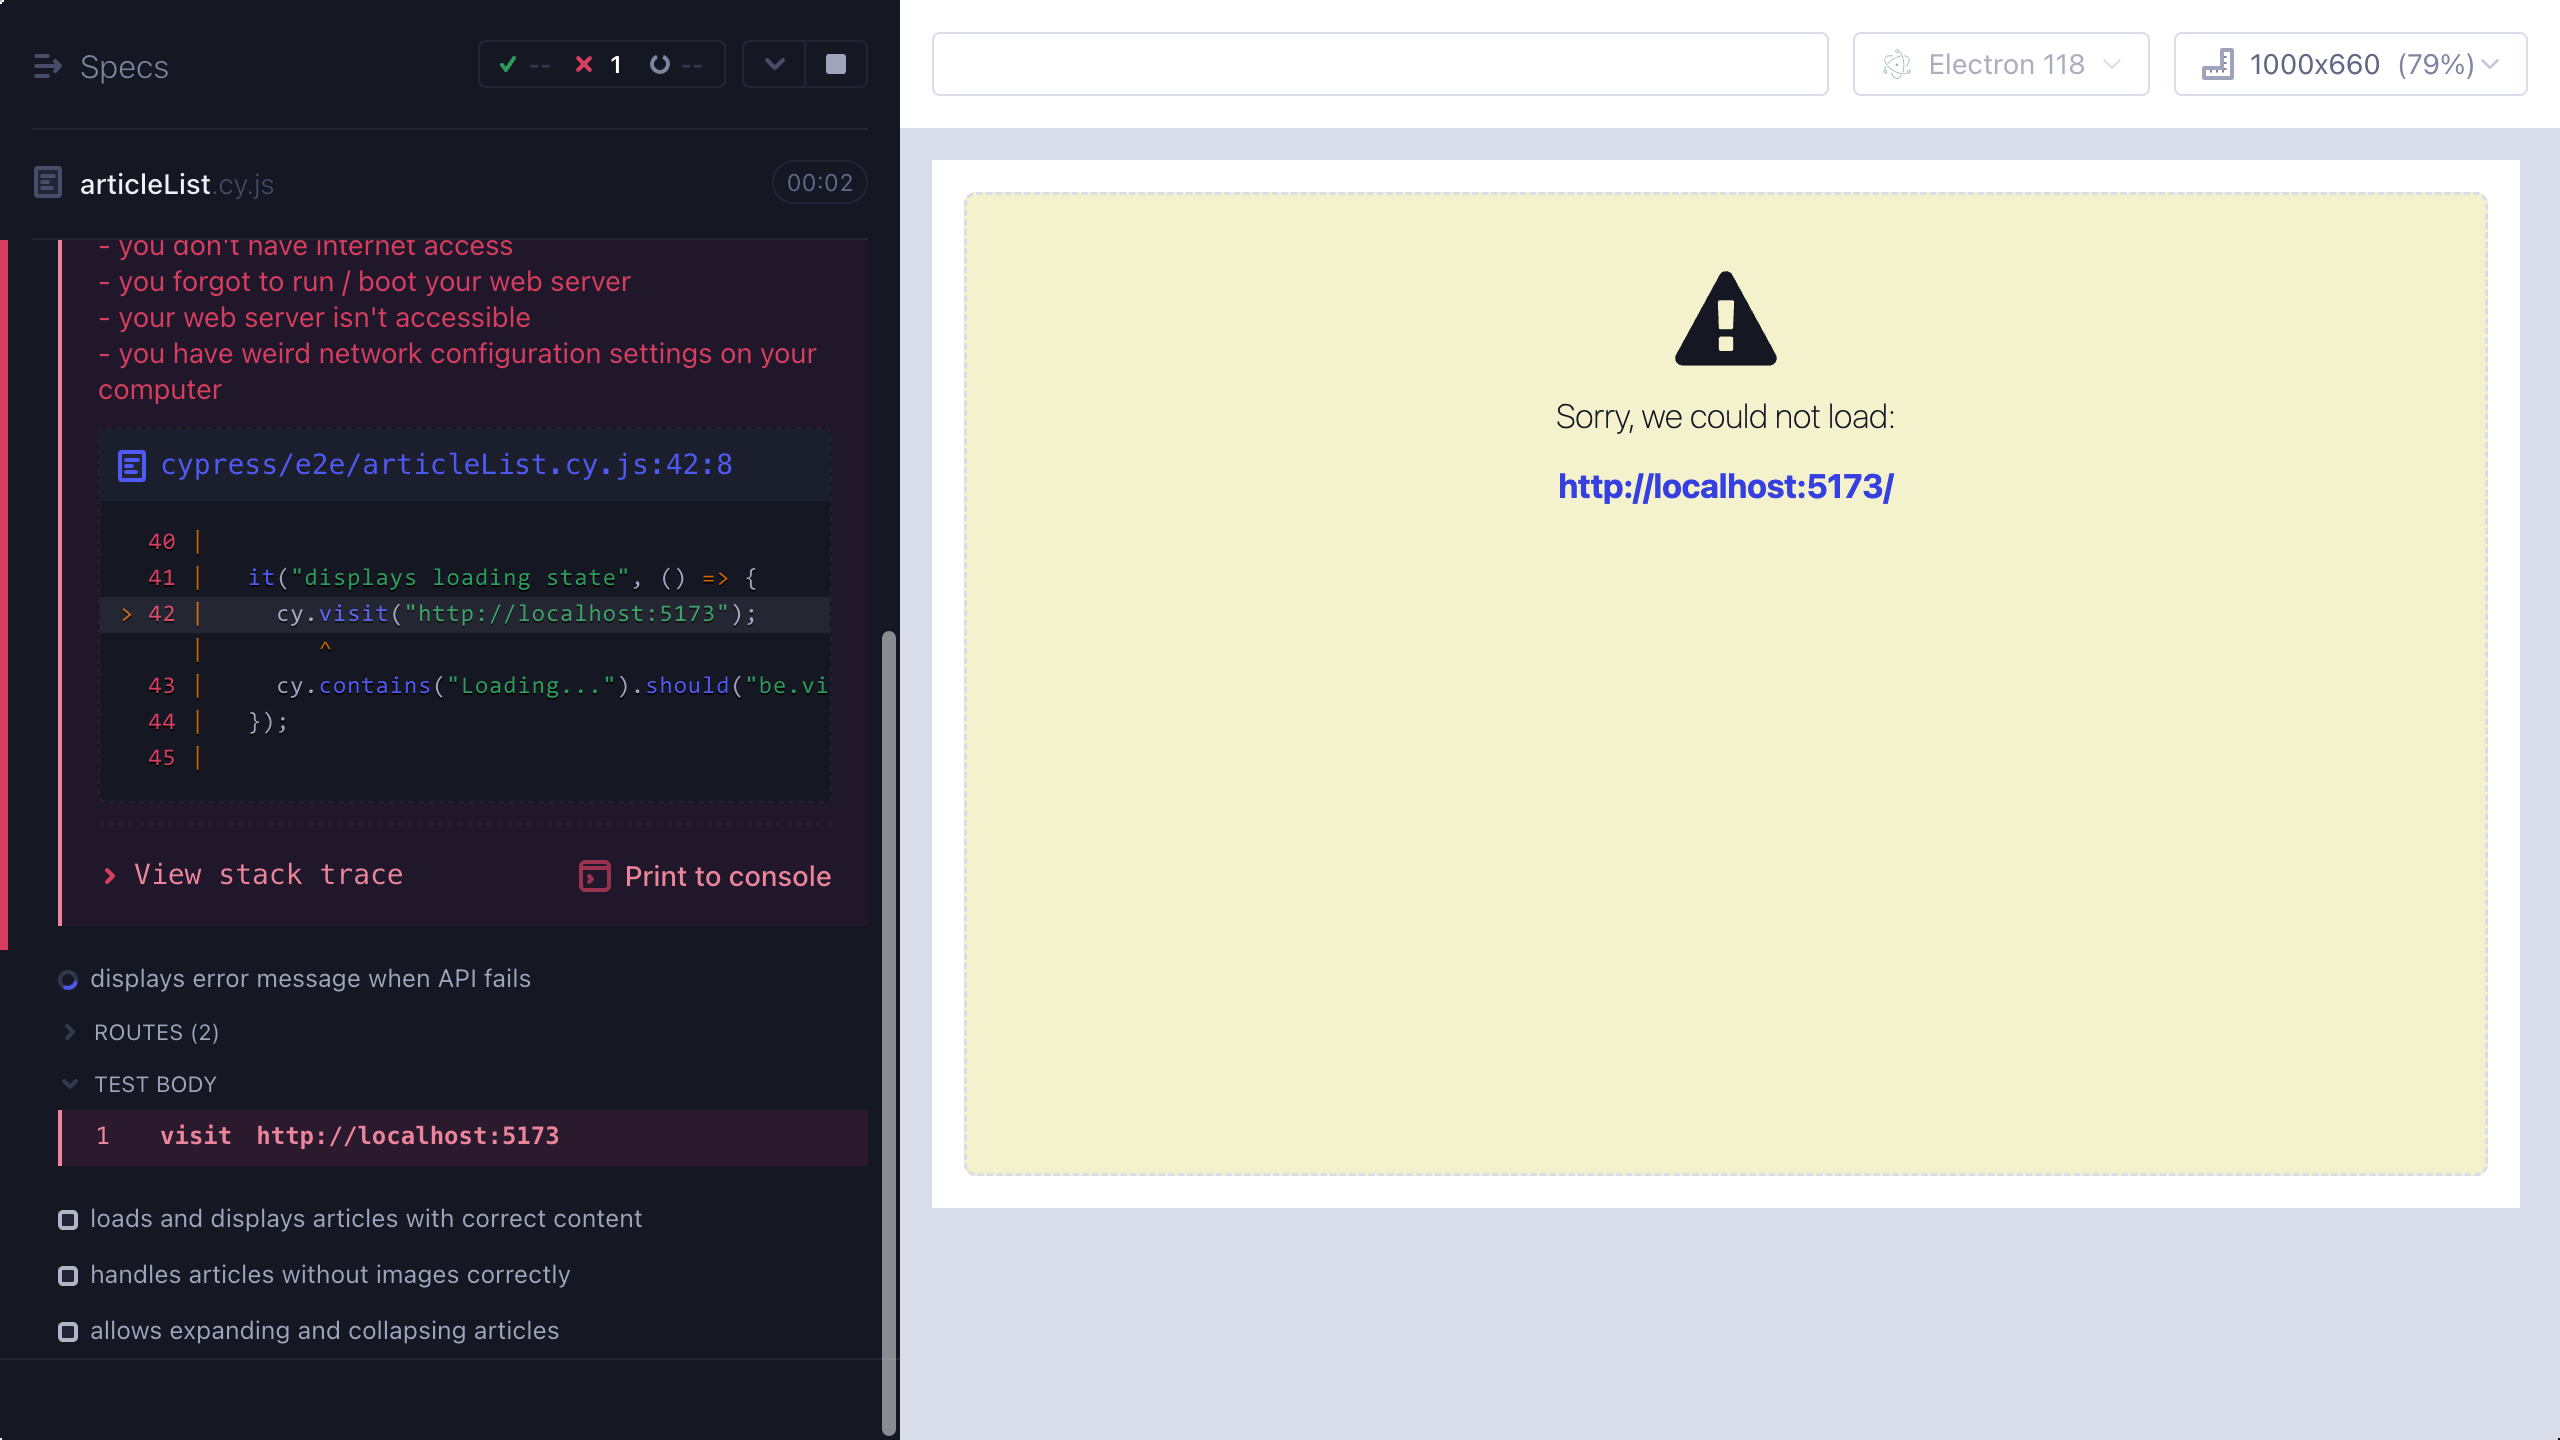 Specs
-- 1 --
articleList.cy.js
00:02
- you don't have internet access
- you forgot to run / boot your web server
- your web server isn't accessible
- you have weird network configuration settings on your
computer
cypress/e2e/articleList.cy.js:42:8
40 |
41 | it("displays loading state", () => {
> 42 | cy.visit("http://localhost:5173");
| ^
43 | cy.contains("Loading...").should("be.vi
44 | });
45 |
View stack trace
Print to console
displays error message when API fails
ROUTES (2)
TEST BODY
1 visit http://localhost:5173
loads and displays articles with correct content
handles articles without images correctly
allows expanding and collapsing articles
Electron 118
1000x660 (79%)
Sorry, we could not load:
http://localhost:5173/